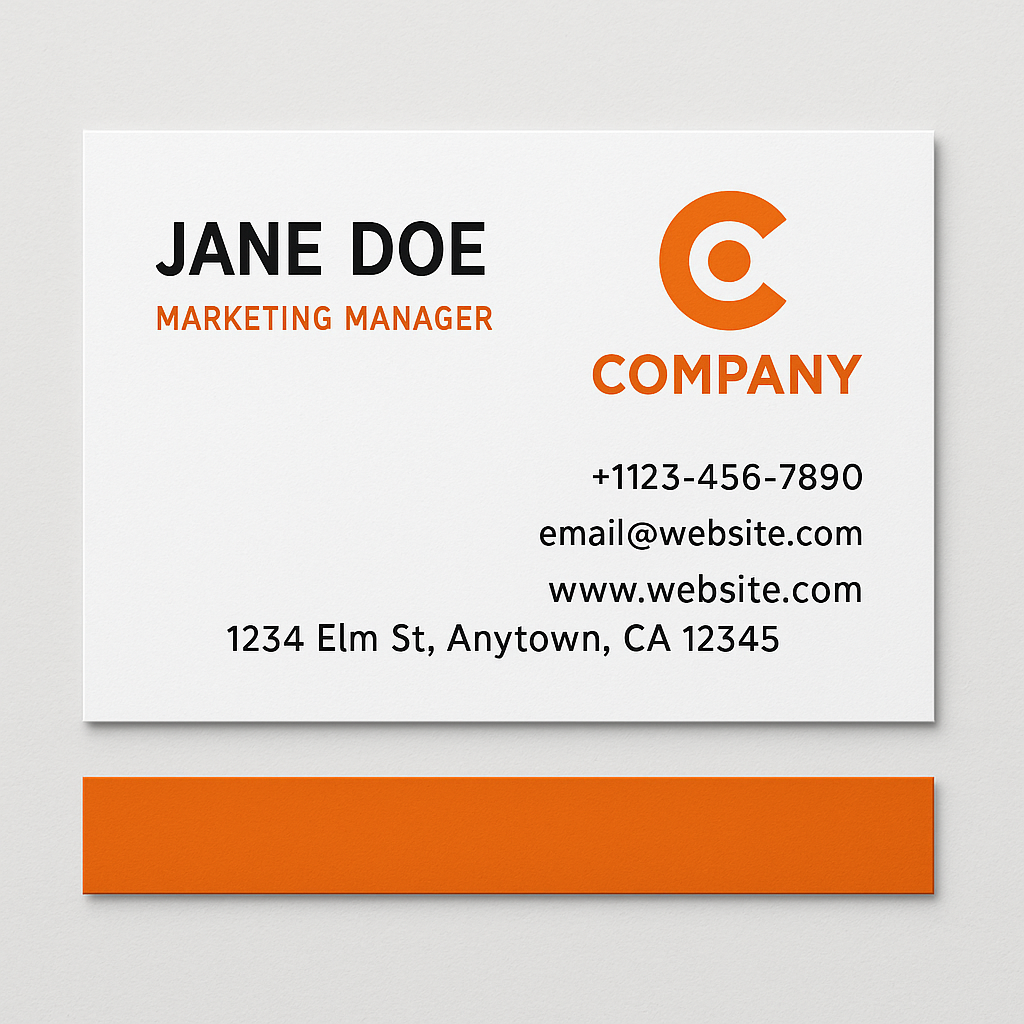 JANE DOE
MARKETING MANAGER
COMPANY
+1123-456-7890
email@website.com
www.website.com
1234 Elm St, Anytown, CA 12345